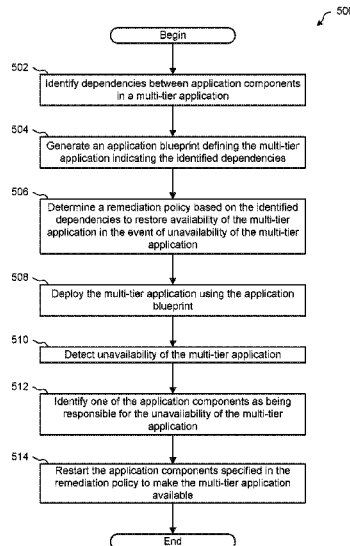 500
Begin
502
Identify dependencies between application components
in a multi-tier application
504
Generate an application blueprint defining the multi-tier
application indicating the identified dependencies
506
Determine a remediation policy based on the identified
dependencies to restore availability of the multi-tier
application in the event of unavailability of the multi-tier
application
508
Deploy the multi-tier application using the application
blueprint
510
Detect unavailability of the multi-tier application
512
Identify one of the application components as being
responsible for the unavailability of the multi-tier
application
514
Restart the application components specified in the
remediation policy to make the multi-tier application
available
End